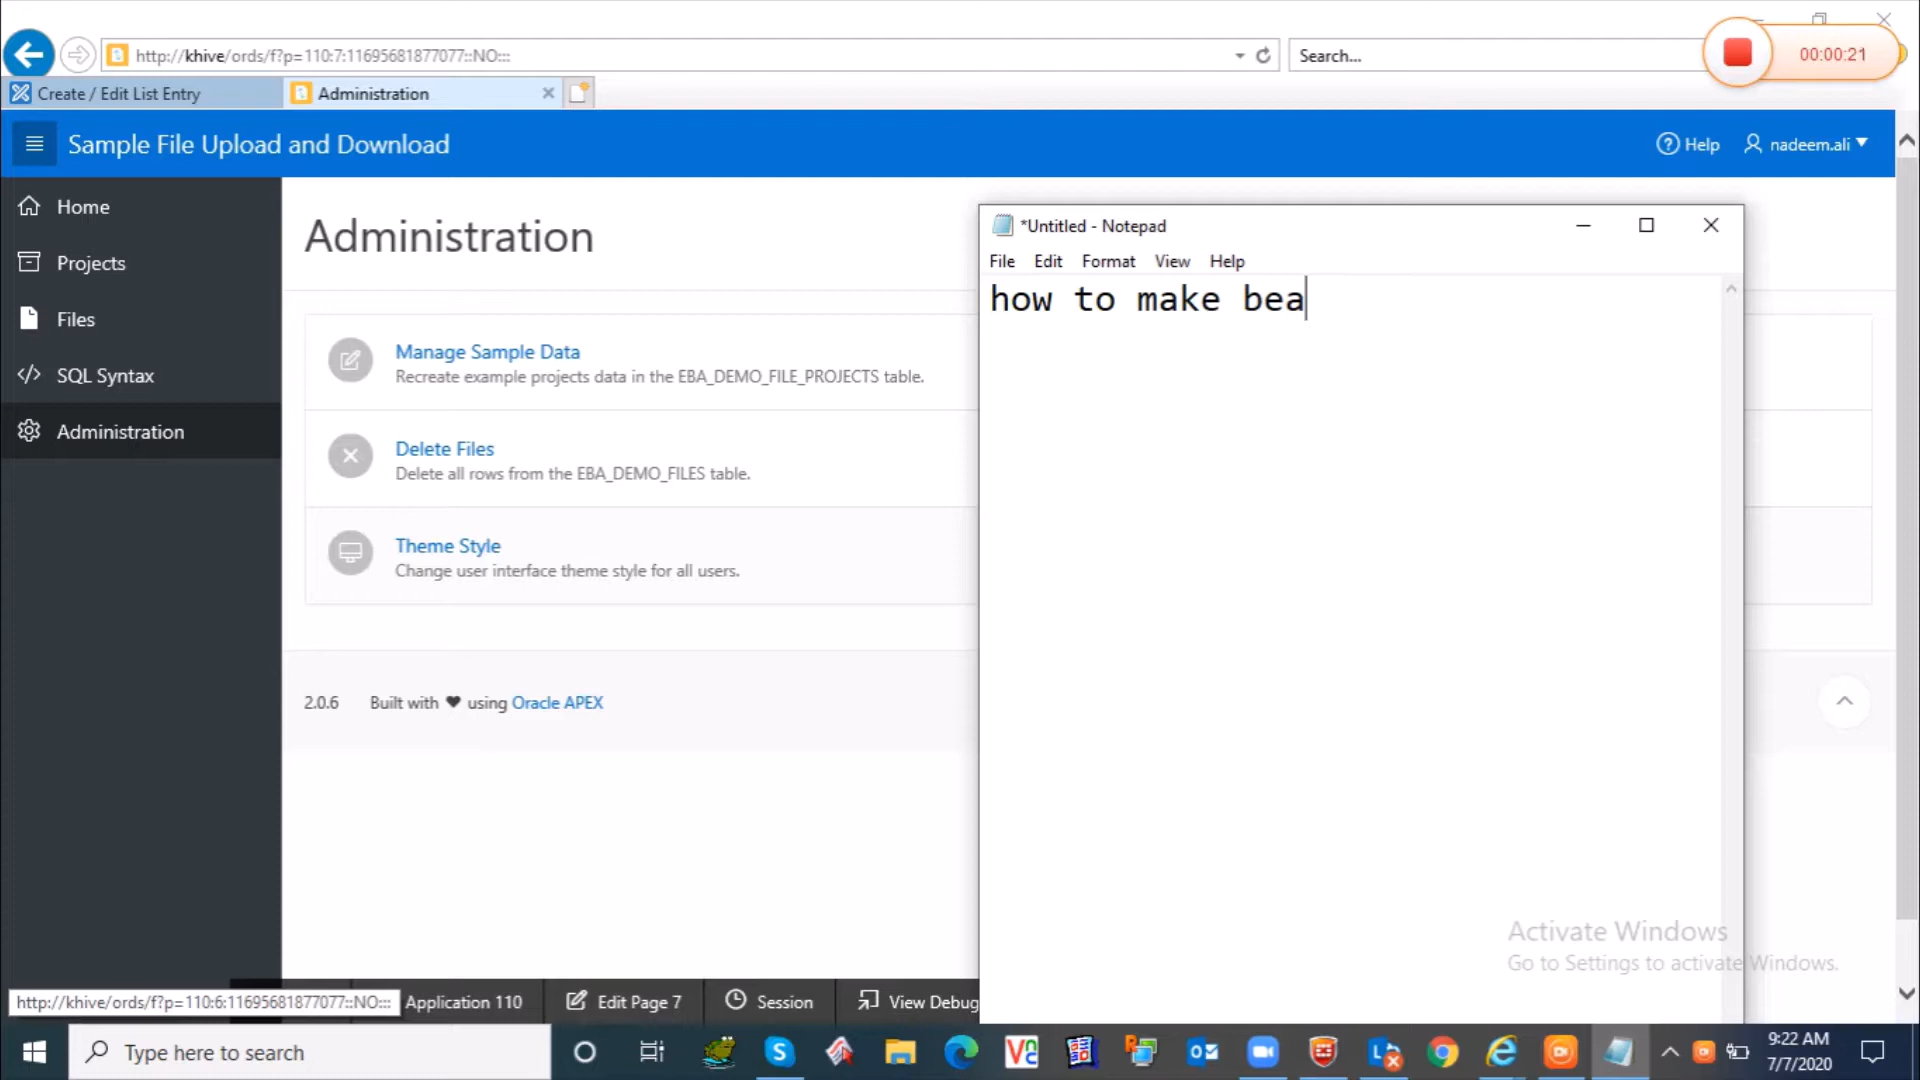 http://khive/ords/f?p=110:7:11695681877077::NO:::
Search...
00:00:21
Create / Edit List Entry
Administration
Sample File Upload and Download
Help
nadeem.ali
Home
Projects
Files
SQL Syntax
Administration
Administration
Manage Sample Data
Recreate example projects data in the EBA_DEMO_FILE_PROJECTS table.
Delete Files
Delete all rows from the EBA_DEMO_FILES table.
Theme Style
Change user interface theme style for all users.
2.0.6 Built with ♥ using Oracle APEX
*Untitled - Notepad
File Edit Format View Help
how to make bea
Activate Windows
Go to Settings to activate Windows.
http://khive/ords/f?p=110:6:11695681877077::NO:::
Application 110
Edit Page 7
Session
View Debug
Type here to search
9:22 AM
7/7/2020